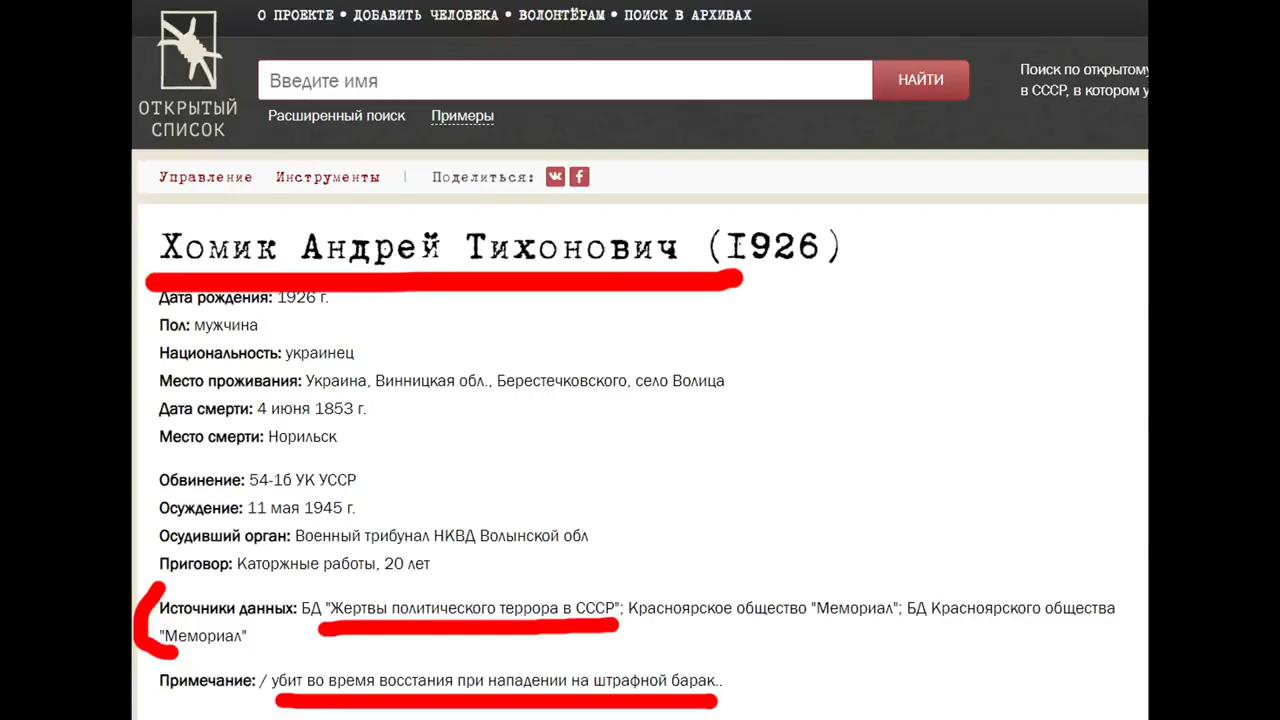 О ПРОЕКТЕ • ДОБАВИТЬ ЧЕЛОВЕКА • ВОЛОНТЁРАМ • ПОИСК В АРХИВАХ
ОТКРЫТЫЙ
СПИСОК
Введите имя
НАЙТИ
Поиск по открытому
в СССР, в котором у
Расширенный поиск Примеры
Управление Инструменты | Поделиться:
Хомик Андрей Тихонович (1926)
Дата рождения: 1926 г.
Пол: мужчина
Национальность: украинец
Место проживания: Украина, Винницкая обл., Берестечковского, село Волица
Дата смерти: 4 июня 1853 г.
Место смерти: Норильск
Обвинение: 54-1б УК УССР
Осуждение: 11 мая 1945 г.
Осудивший орган: Военный трибунал НКВД Волынской обл
Приговор: Каторжные работы, 20 лет
Источники данных: БД "Жертвы политического террора в СССР"; Красноярское общество "Мемориал"; БД Красноярского общества
"Мемориал"
Примечание: / убит во время восстания при нападении на штрафной барак..